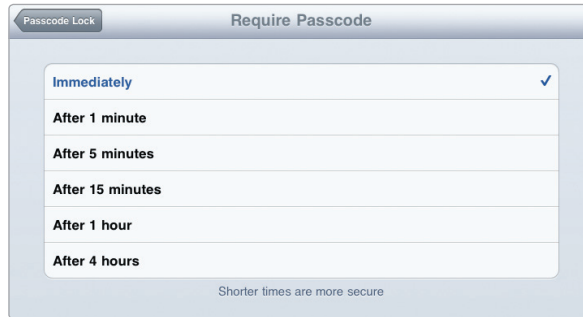 Passcode Lock
Require Passcode
Immediately
After 1 minute
After 5 minutes
After 15 minutes
After 1 hour
After 4 hours
Shorter times are more secure